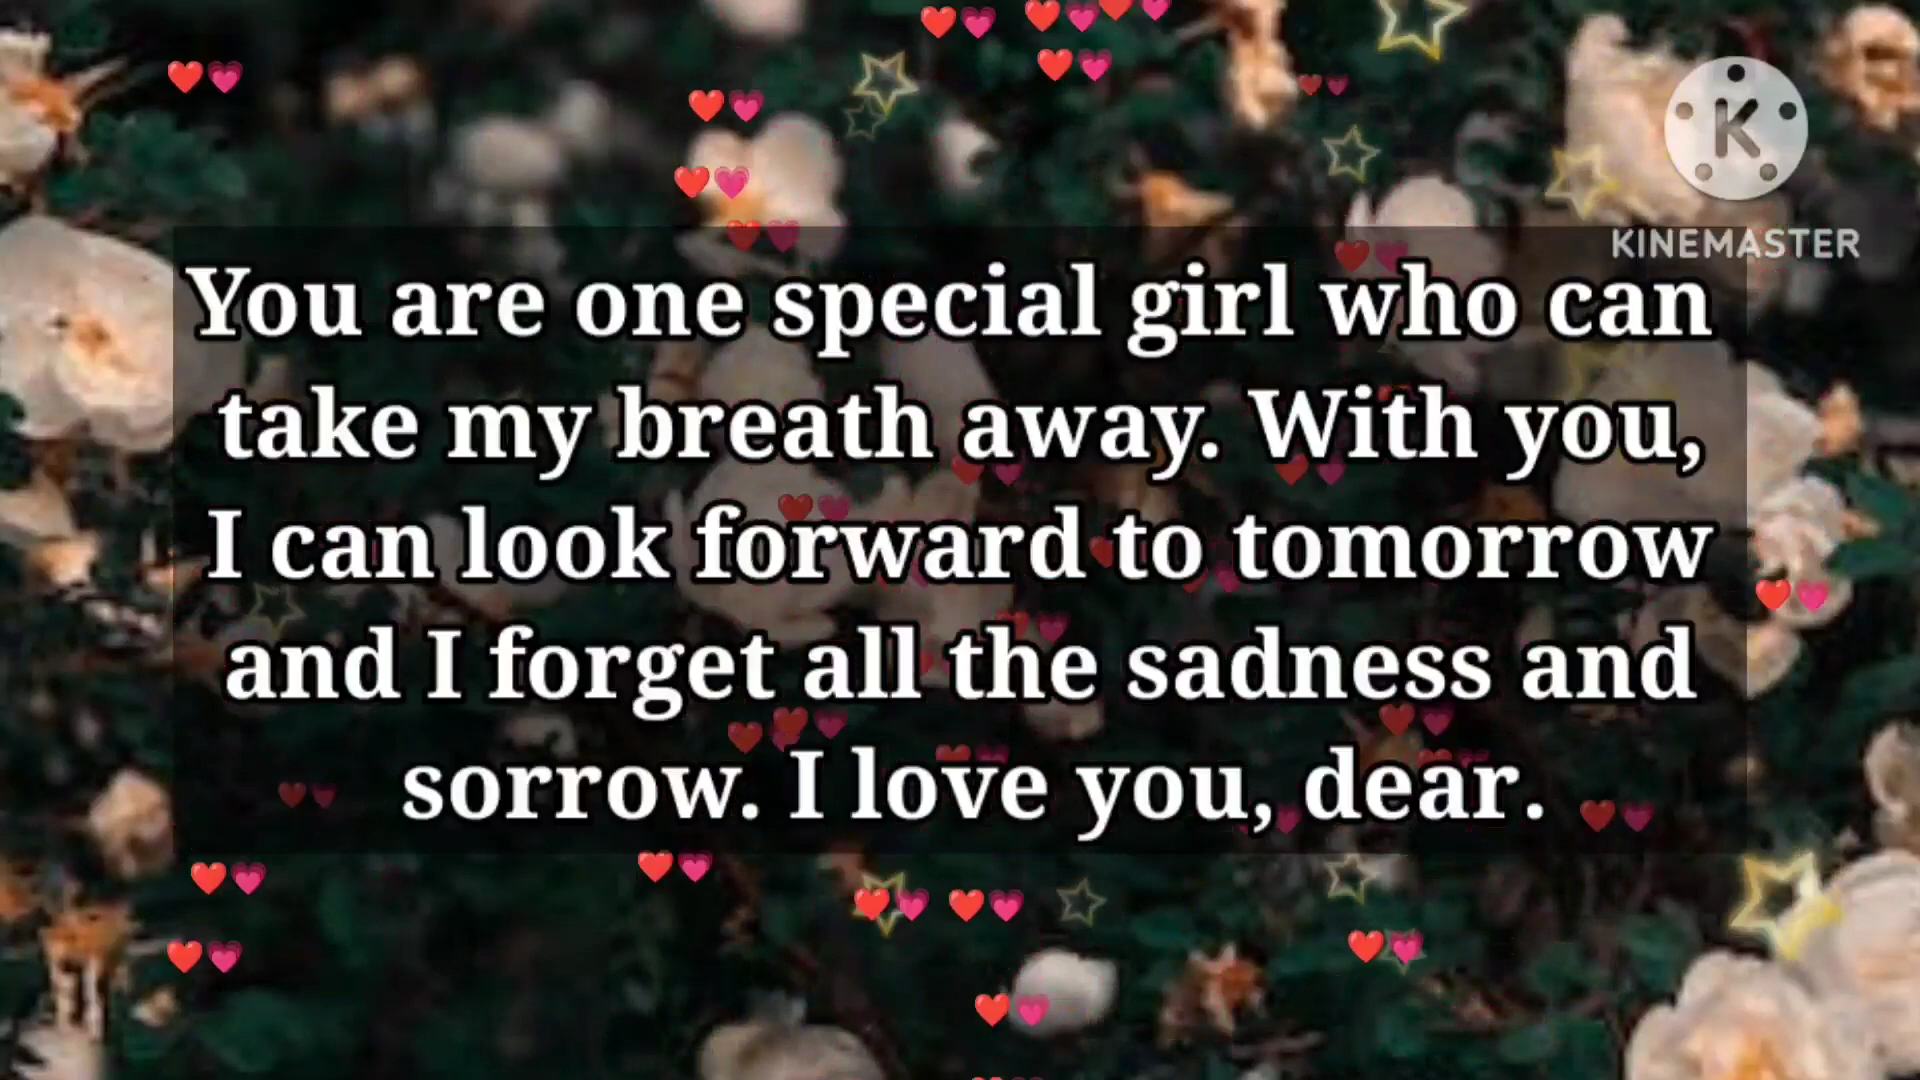 K
KINEMASTER
You are one special girl who can
take my breath away. With you,
I can look forward to tomorrow
and I forget all the sadness and
sorrow. I love you, dear.